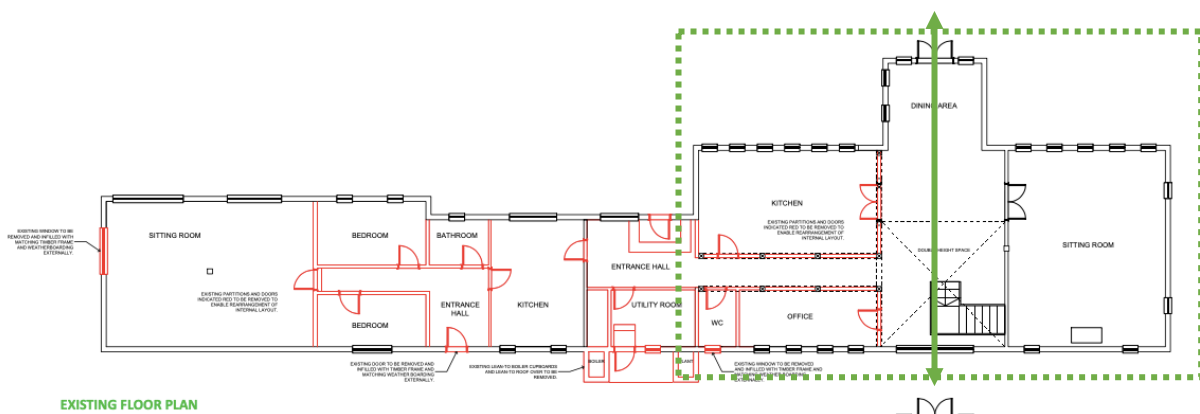 DINING AREA
KITCHEN
EXISTING PARTITIONS AND DOORS
INDICATED RED TO BE REMOVED TO
ENABLE REARRANGEMENT OF
INTERNAL LAYOUT.
EXISTING WINDOW TO BE
REMOVED AND INFILLED WITH
MATCHING TIMBER FRAME
AND WEATHERBOARDING
EXTERNALLY.
SITTING ROOM
BEDROOM
BATHROOM
SITTING ROOM
ENTRANCE HALL
EXISTING PARTITIONS AND DOORS
INDICATED RED TO BE REMOVED TO
ENABLE REARRANGEMENT OF
INTERNAL LAYOUT.
ENTRANCE
HALL
KITCHEN
UTILITY ROOM
WC
OFFICE
BEDROOM
BOILER
EXISTING DOOR TO BE REMOVED AND
INFILLED WITH TIMBER FRAME AND
MATCHING WEATHER BOARDING
EXTERNALLY.
EXISTING LEAN-TO BOILER CUPBOARDS
AND LEAN-TO ROOF OVER TO BE
REMOVED.
EXISTING WINDOW TO BE REMOVED
AND INFILLED WITH TIMBER FRAME AND
WEATHER BOARDING
EXISTING FLOOR PLAN